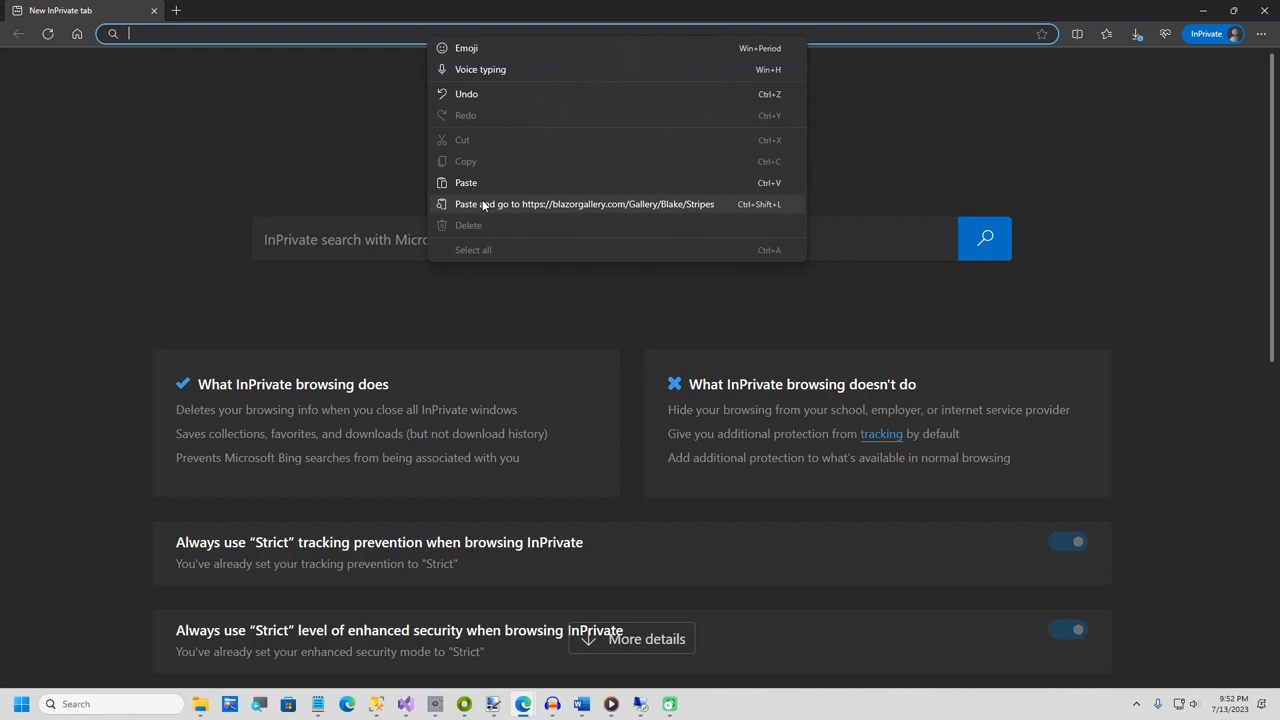 New InPrivate tab
InPrivate
Emoji Win+Period
Voice typing Win+H
Undo Ctrl+Z
Redo Ctrl+Y
Cut Ctrl+X
Copy Ctrl+C
Paste Ctrl+V
Paste and go to https://blazorgallery.com/Gallery/Blake/Stripes Ctrl+Shift+L
Delete
Select all Ctrl+A
InPrivate search with Micr
What InPrivate browsing does
Deletes your browsing info when you close all InPrivate windows
Saves collections, favorites, and downloads (but not download history)
Prevents Microsoft Bing searches from being associated with you
What InPrivate browsing doesn't do
Hide your browsing from your school, employer, or internet service provider
Give you additional protection from tracking by default
Add additional protection to what's available in normal browsing
Always use “Strict” tracking prevention when browsing InPrivate
You've already set your tracking prevention to "Strict"
Always use “Strict” level of enhanced security when browsing InPrivate
You've already set your enhanced security mode to "Strict"
More details
Search
9:52 PM
7/13/2023